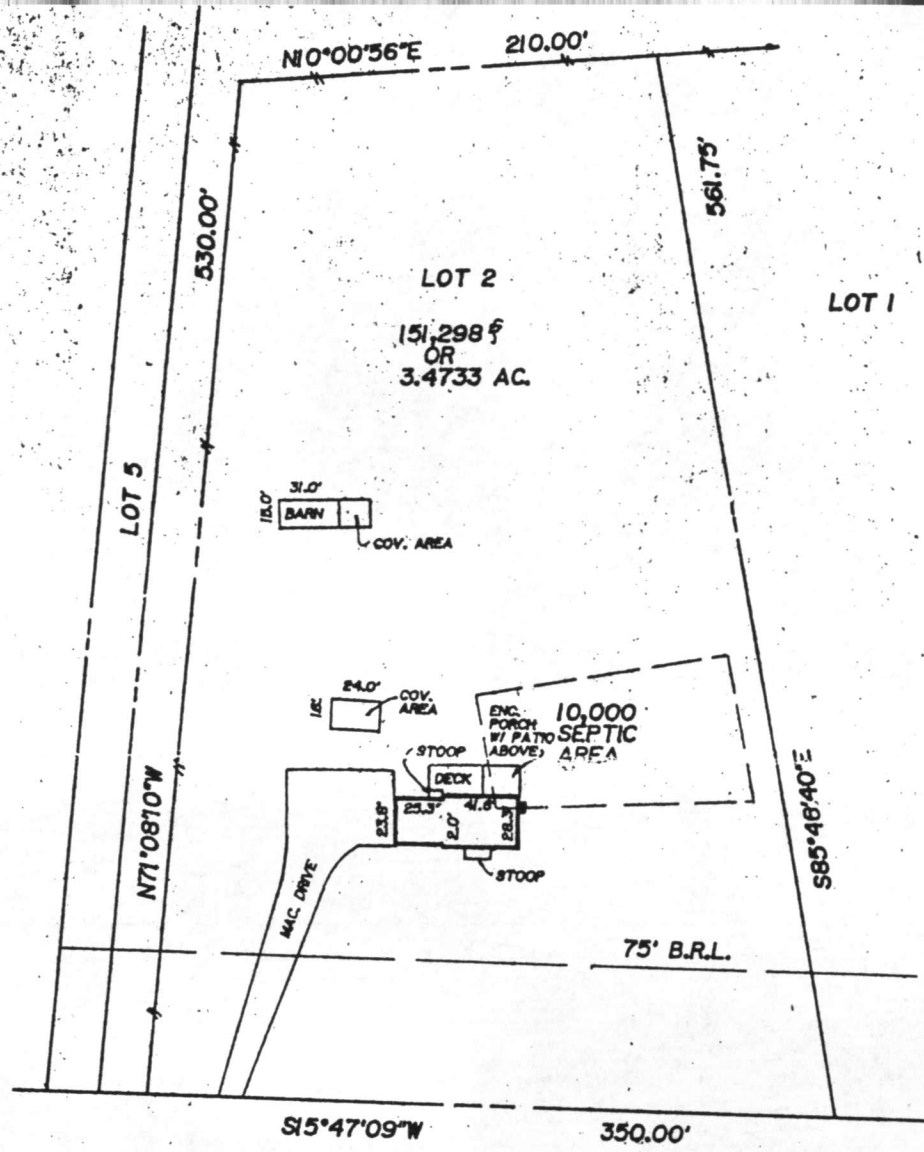 N10°00'56"E
210.00'
530.00'
561.75'
LOT 2
LOT 1
151,298
OR
3.4733 AC.
LOT 5
31.0'
15.0'
BARN
COV. AREA
24.0'
COV.
AREA
ENC.
PORCH
W/ PATIO
ABOVE
10,000
SEPTIC
AREA
STOOP
DECK
25.3'
41.6'
23.8'
2.0'
28.3'
STOOP
N71°08'10"W
S85°46'40"E
MAC. DRIVE
75' B.R.L.
S15°47'09"W
350.00'